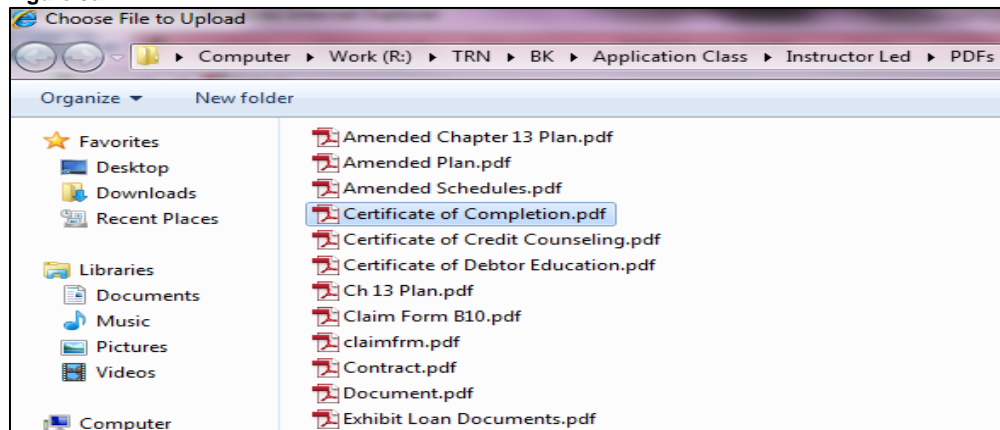 Choose File to Upload
Computer ▸ Work (R:) ▸ TRN ▸ BK ▸ Application Class ▸ Instructor Led ▸ PDFs
Organize New folder
Favorites
Desktop
Downloads
Recent Places
Libraries
Documents
Music
Pictures
Videos
Computer
Amended Chapter 13 Plan.pdf
Amended Plan.pdf
Amended Schedules.pdf
Certificate of Completion.pdf
Certificate of Credit Counseling.pdf
Certificate of Debtor Education.pdf
Ch 13 Plan.pdf
Claim Form B10.pdf
claimfrm.pdf
Contract.pdf
Document.pdf
Exhibit Loan Documents.pdf